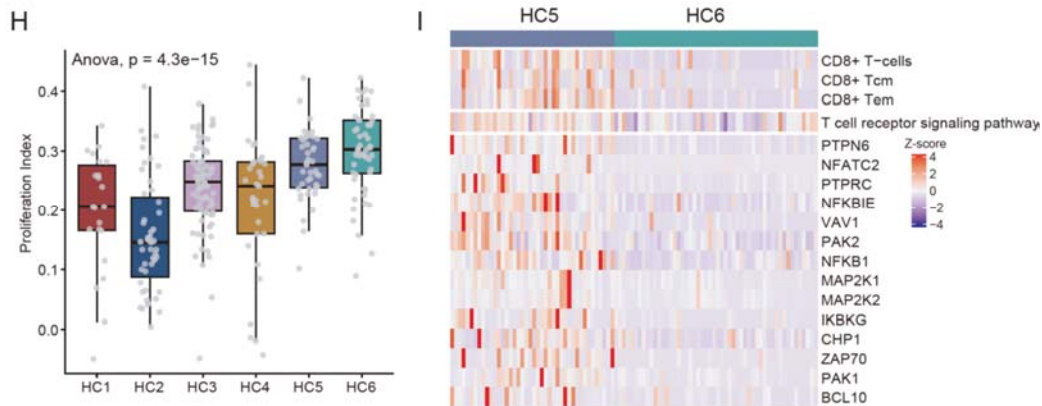 H
Anova, p = 4.3e−15
Proliferation Index
0.4
0.3
0.2
0.1
0.0
HC1 HC2 HC3 HC4 HC5 HC6
I
HC5 HC6
CD8+ T−cells
CD8+ Tcm
CD8+ Tem
T cell receptor signaling pathway
PTPN6
NFATC2
PTPRC
NFKBIE
VAV1
PAK2
NFKB1
MAP2K1
MAP2K2
IKBKG
CHP1
ZAP70
PAK1
BCL10
Z-score
4
2
0
−2
−4